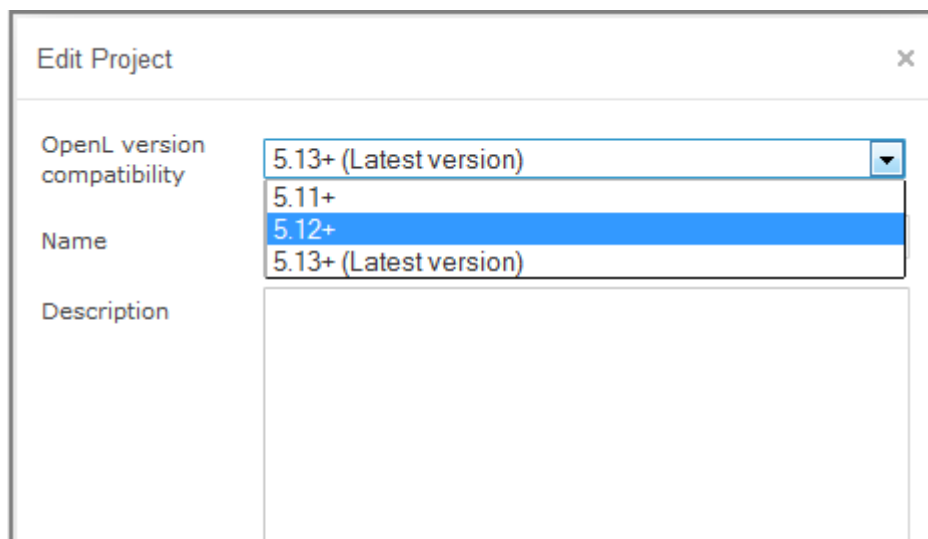 Edit Project
×
OpenL version
compatibility
5.13+ (Latest version)
5.11+
5.12+
5.13+ (Latest version)
Name
Description